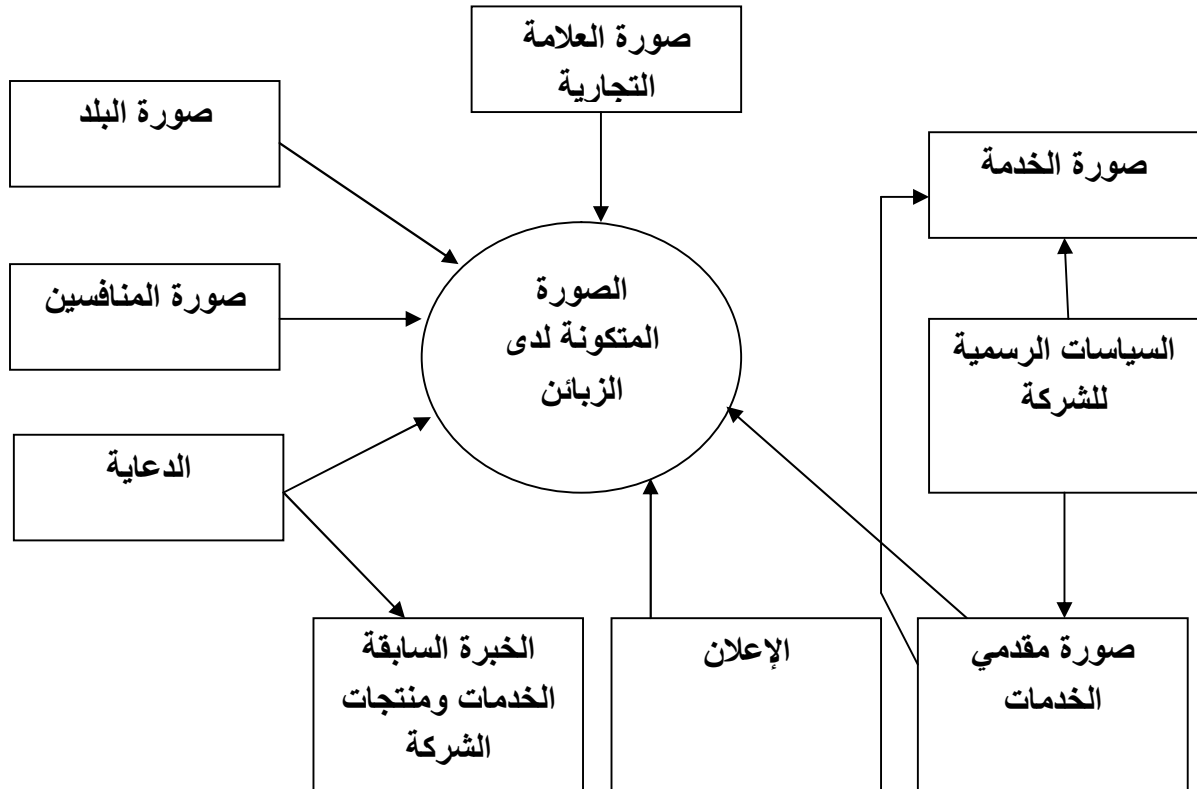 صورة العلامة
التجارية
صورة البلد
صورة الخدمة
صورة المنافسين
الصورة
المتكونة لدى
الزبائن
السياسات الرسمية
للشركة
الدعاية
الخبرة السابقة
الخدمات ومنتجات
الشركة
الإعلان
صورة مقدمي
الخدمات